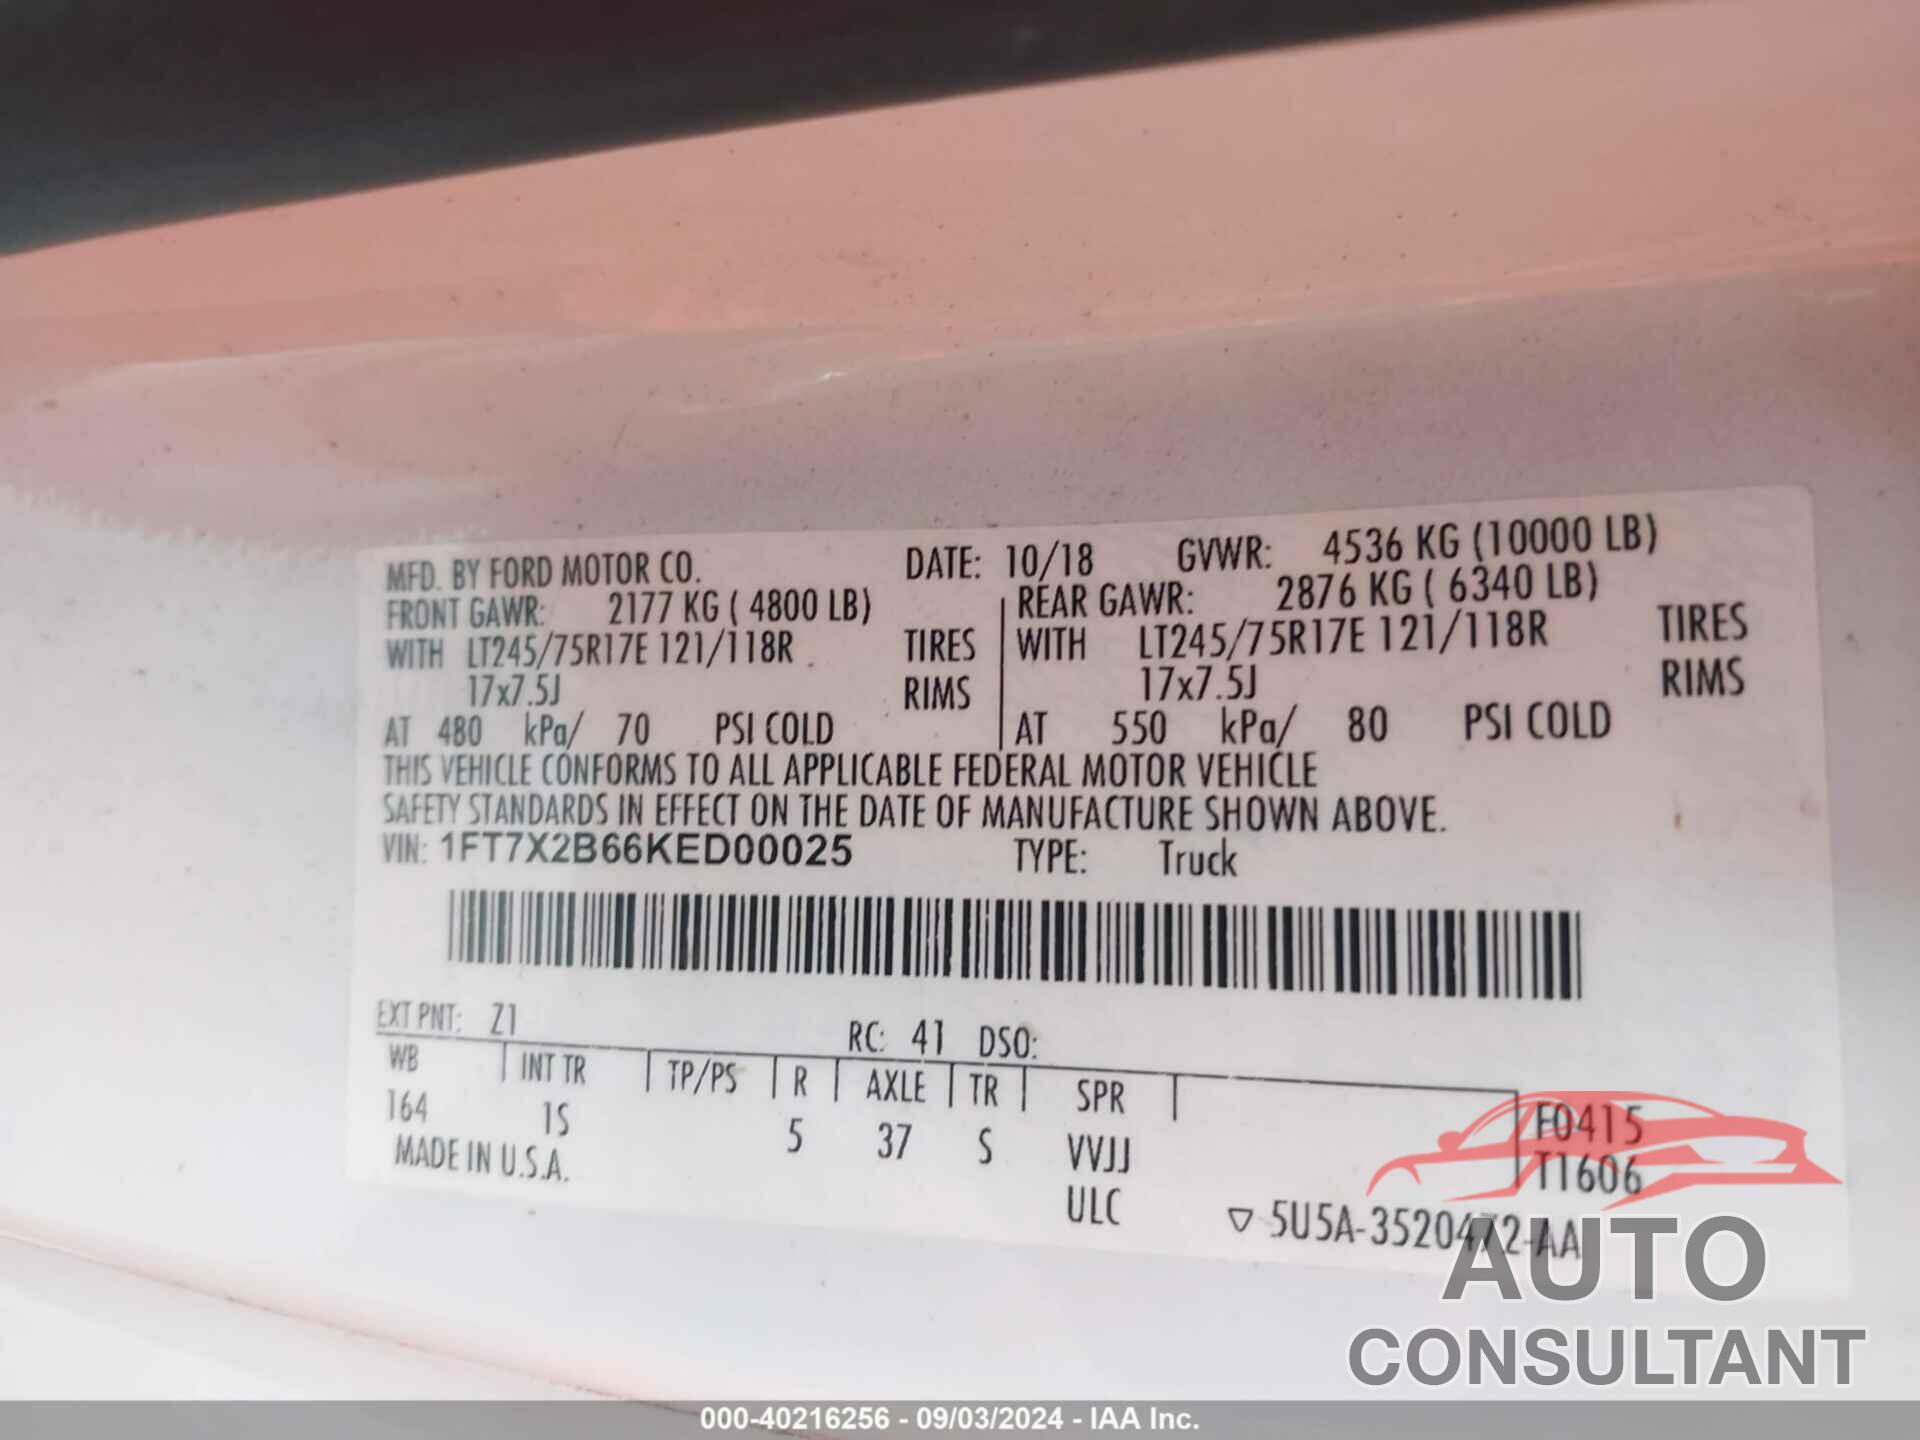 MFD. BY FORD MOTOR CO. DATE: 10/18 GVWR: 4536 KG (10000 LB)
FRONT GAWR: 2177 KG ( 4800 LB) REAR GAWR: 2876 KG ( 6340 LB)
WITH LT245/75R17E 121/118R TIRES WITH LT245/75R17E 121/118R TIRES
17x7.5J RIMS 17x7.5J RIMS
AT 480 kPa/ 70 PSI COLD AT 550 kPa/ 80 PSI COLD
THIS VEHICLE CONFORMS TO ALL APPLICABLE FEDERAL MOTOR VEHICLE
SAFETY STANDARDS IN EFFECT ON THE DATE OF MANUFACTURE SHOWN ABOVE.
VIN: 1FT7X2B66KED00025 TYPE: Truck
EXT PNT: Z1 RC: 41 DSO:
WB INT TR TP/PS R AXLE TR SPR
164 1S 5 37 S VVJJ F0415
MADE IN U.S.A. ULC T1606
▽ 5U5A-3520472-AA
AUTO
CONSULTANT
000-40216256 - 09/03/2024 - IAA Inc.